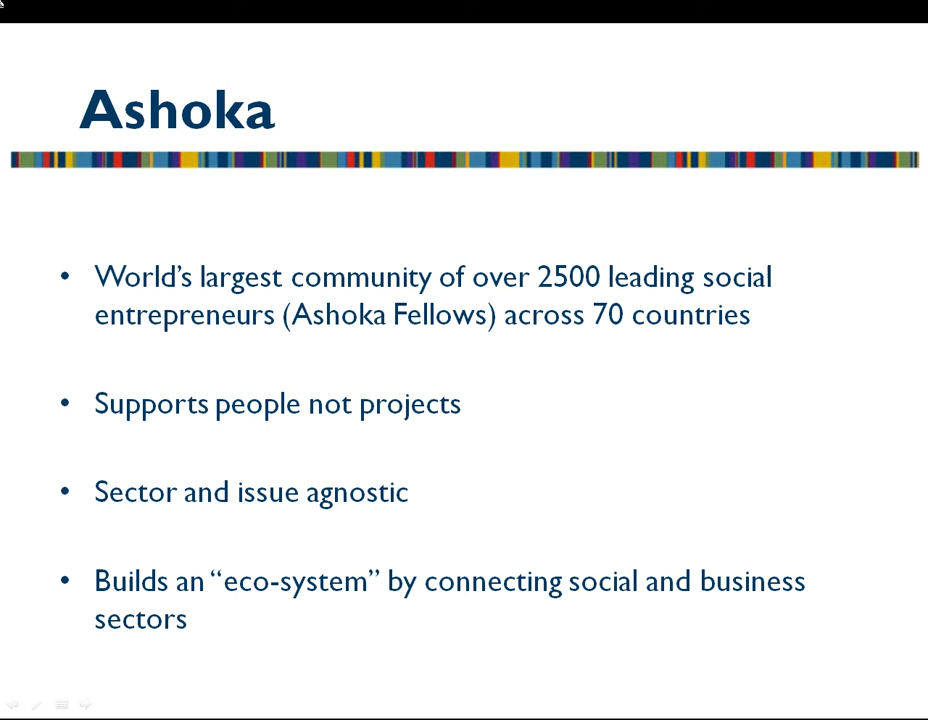 Ashoka
• World’s largest community of over 2500 leading social
entrepreneurs (Ashoka Fellows) across 70 countries
• Supports people not projects
• Sector and issue agnostic
• Builds an “eco-system” by connecting social and business
sectors